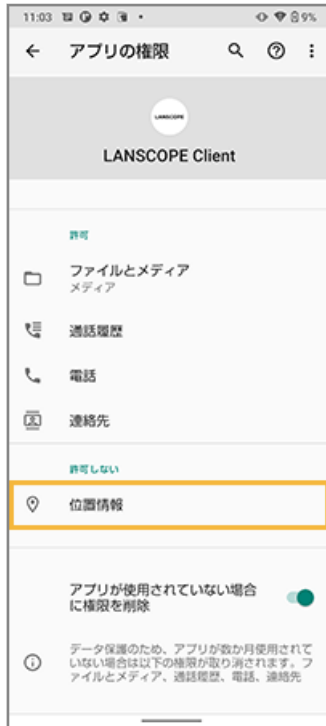 11:03
9%
アプリの権限
LANSCOPE
LANSCOPE Client
許可
ファイルとメディア
メディア
通話履歴
電話
連絡先
許可しない
位置情報
アプリが使用されていない場合
に権限を削除
データ保護のため、アプリが数か月使用されて
いない場合は以下の権限が取り消されます。フ
ァイルとメディア、通話履歴、電話、連絡先